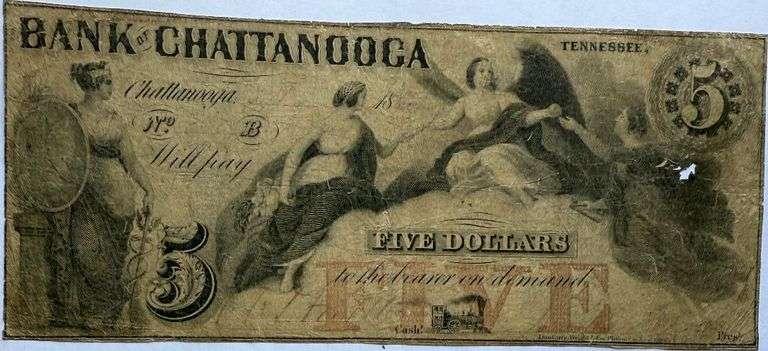 BANK OF CHATTANOOGA
TENNESSEE,
5
Chattanooga 18
No B
Will pay
FIVE DOLLARS
5
to the bearer on demand
FIVE
Cash! Prest